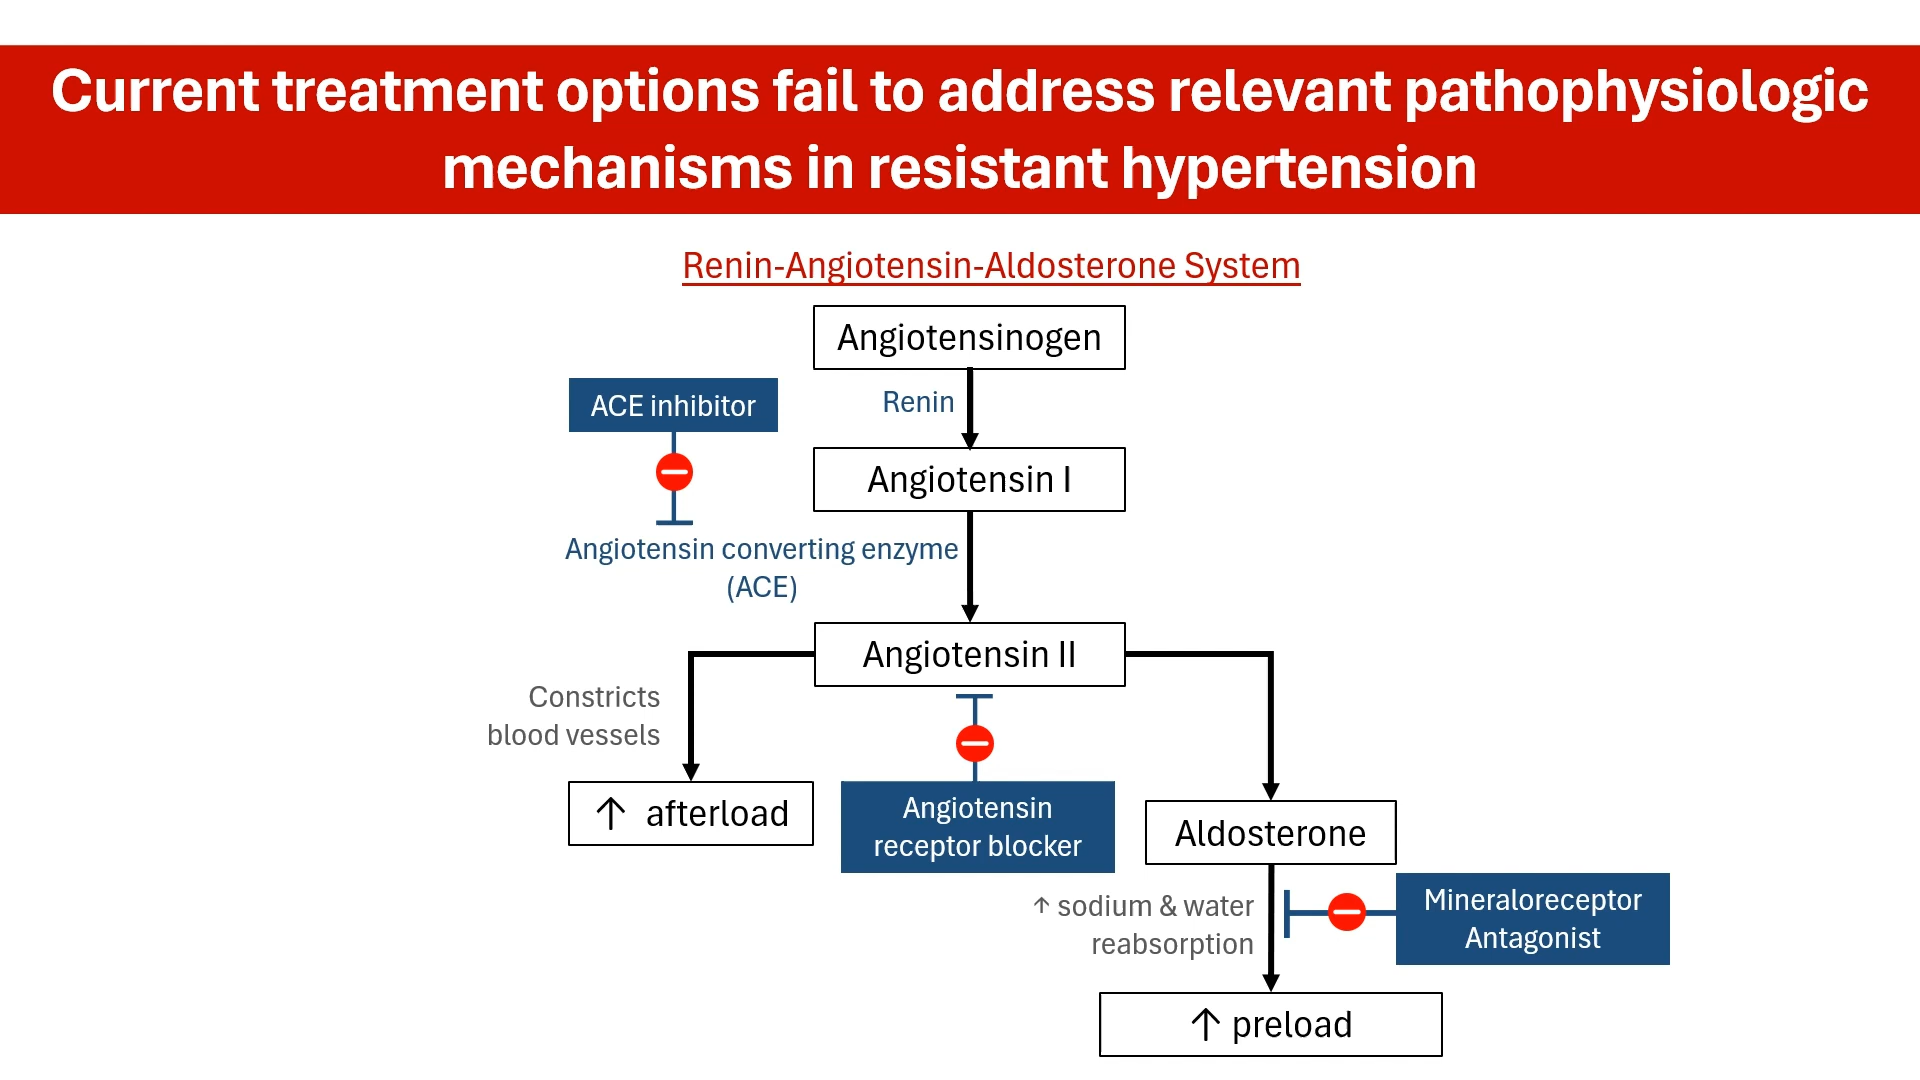 Current treatment options fail to address relevant pathophysiologic
mechanisms in resistant hypertension
Renin-Angiotensin-Aldosterone System
Angiotensinogen
ACE inhibitor
Renin
Angiotensin I
Angiotensin converting enzyme
(ACE)
Angiotensin II
Constricts
blood vessels
↑ afterload
Angiotensin
receptor blocker
Aldosterone
↑ sodium & water
reabsorption
Mineraloreceptor
Antagonist
↑ preload